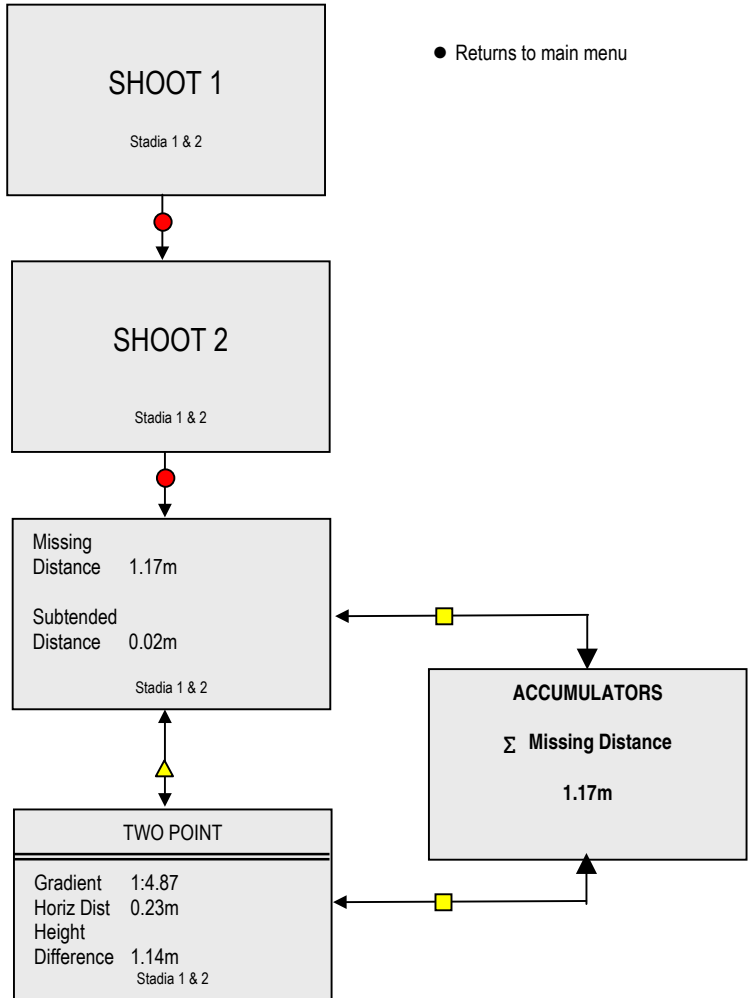 SHOOT 1
Stadia 1 & 2
● Returns to main menu
SHOOT 2
Stadia 1 & 2
Missing
Distance 1.17m
Subtended
Distance 0.02m
Stadia 1 & 2
ACCUMULATORS
Σ Missing Distance
1.17m
TWO POINT
Gradient 1:4.87
Horiz Dist 0.23m
Height
Difference 1.14m
Stadia 1 & 2